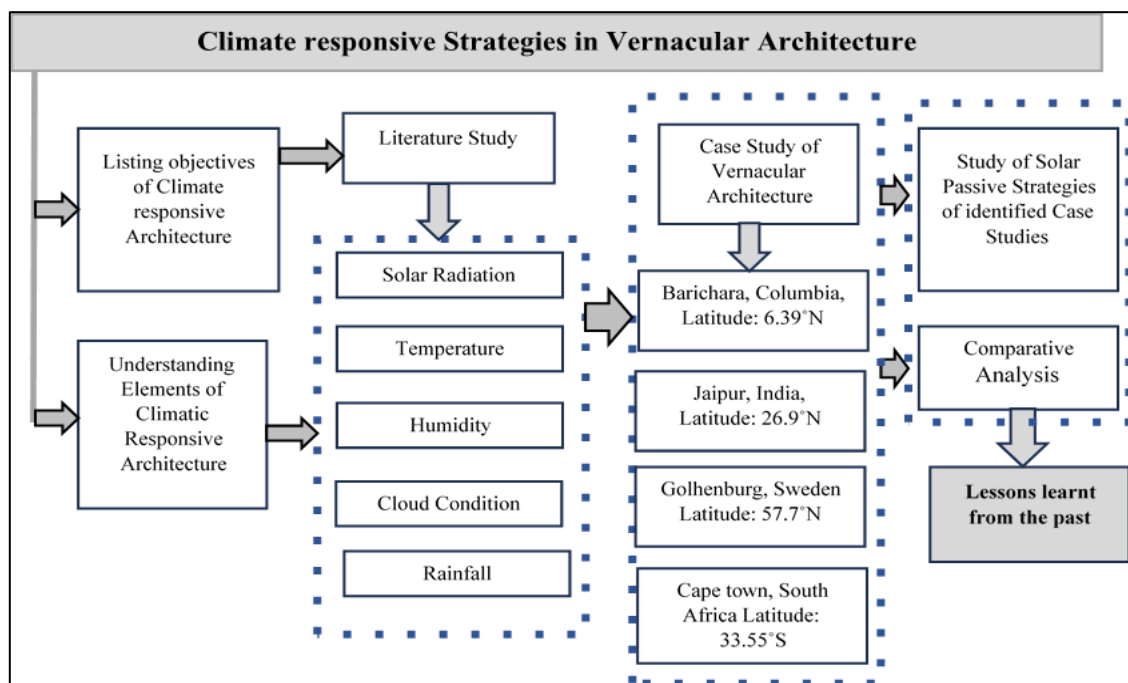 Climate responsive Strategies in Vernacular Architecture
Listing objectives
of Climate
responsive
Architecture
Understanding
Elements of
Climatic
Responsive
Architecture
Literature Study
Solar Radiation
Temperature
Humidity
Cloud Condition
Rainfall
Case Study of
Vernacular
Architecture
Barichara, Columbia,
Latitude: 6.39˚N
Jaipur, India,
Latitude: 26.9˚N
Golhenburg, Sweden
Latitude: 57.7˚N
Cape town, South
Africa Latitude:
33.55˚S
Study of Solar
Passive Strategies
of identified Case
Studies
Comparative
Analysis
Lessons learnt
from the past